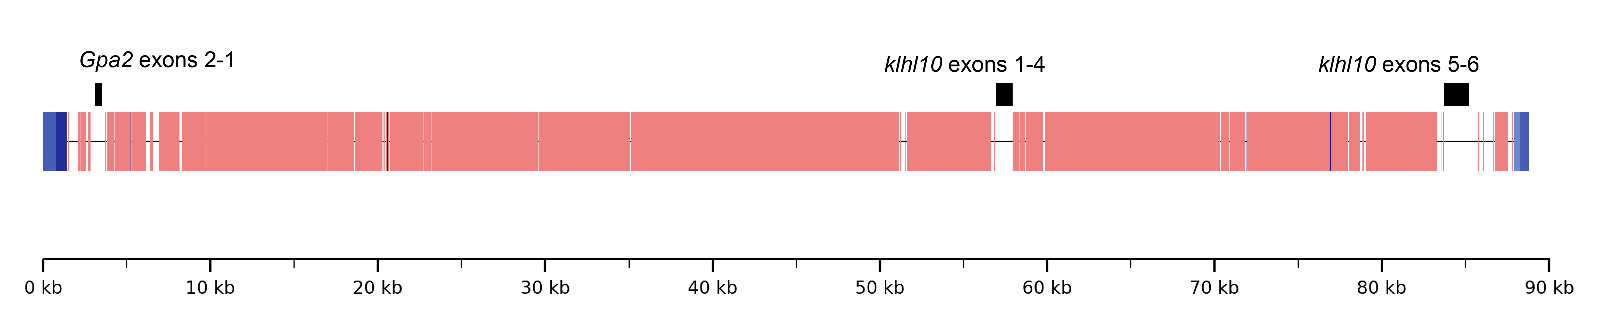 Gpa2 exons 2-1
klhl10 exons 1-4
klhl10 exons 5-6
0 kb 10 kb 20 kb 30 kb 40 kb 50 kb 60 kb 70 kb 80 kb 90 kb